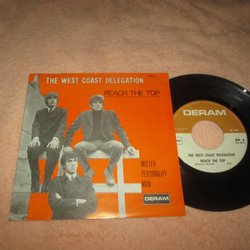 THE WEST COAST DELEGATION
REACH THE TOP
MISTER
PERSONALITY
MAN
DERAM
DERAM
THE WEST COAST DELEGATION
REACH THE TOP